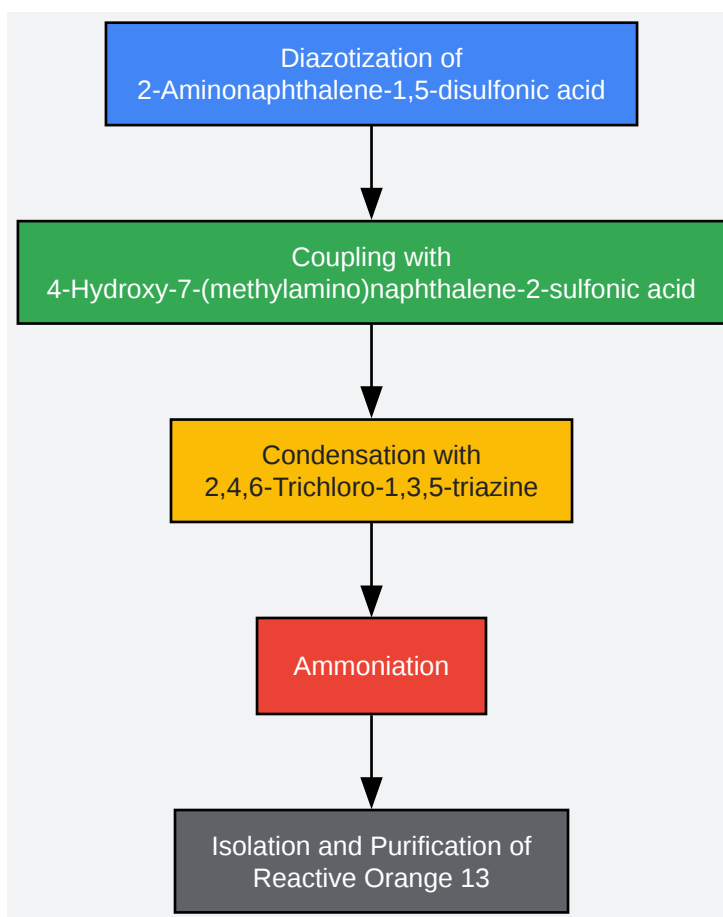 Diazotization of
2-Aminonaphthalene-1,5-disulfonic acid
Coupling with
4-Hydroxy-7-(methylamino)naphthalene-2-sulfonic acid
Condensation with
2,4,6-Trichloro-1,3,5-triazine
Ammoniation
Isolation and Purification of
Reactive Orange 13